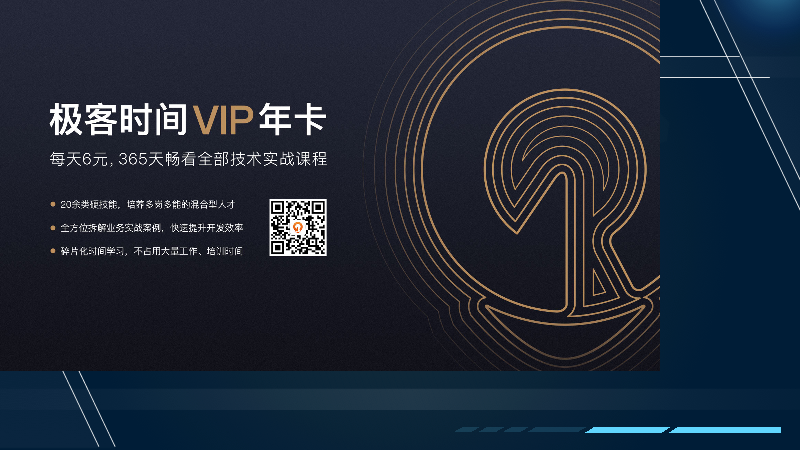 极客时间VIP年卡
每天6元，365天畅看全部技术实战课程
20余类硬技能，培养多岗多能的混合型人才
全方位拆解业务实战案例，快速提升开发效率
碎片化时间学习，不占用大量工作、培训时间